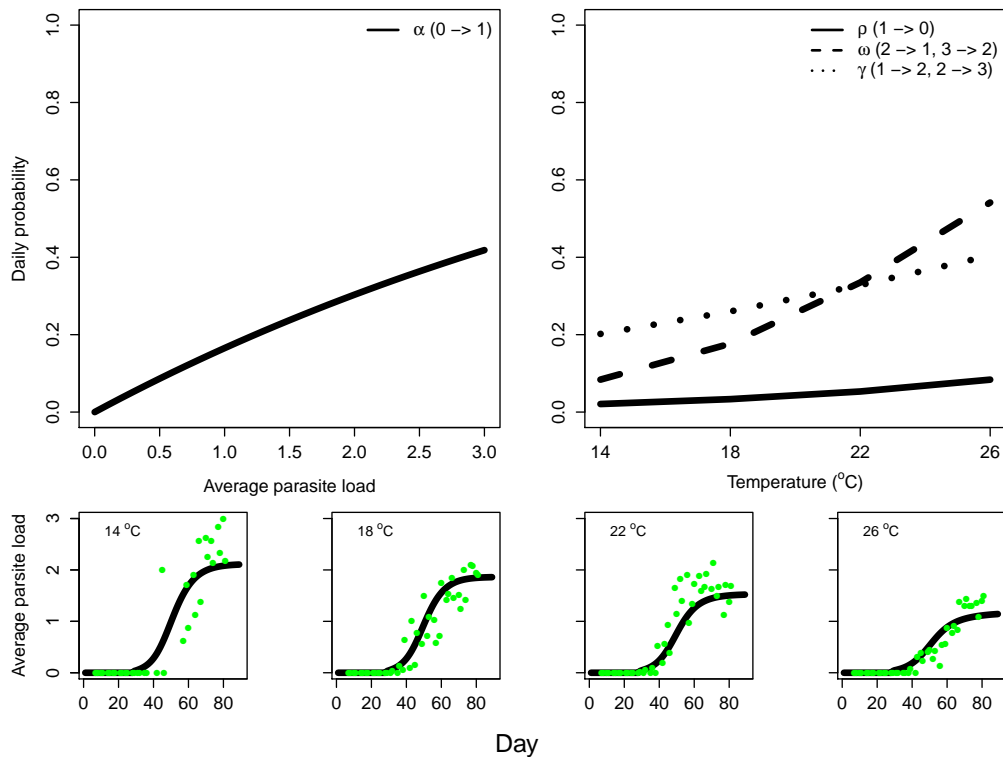 α (0 −> 1)
1.0
0.8
0.6
0.4
0.2
0.0
Daily probability
0.0 0.5 1.0 1.5 2.0 2.5 3.0
Average parasite load
ρ (1 −> 0)
ω (2 −> 1, 3 −> 2)
γ (1 −> 2, 2 −> 3)
1.0
0.8
0.6
0.4
0.2
0.0
14 18 22 26
Temperature (°C)
Average parasite load
3
2
1
0
14 °C
0 20 40 60 80
18 °C
0 20 40 60 80
22 °C
0 20 40 60 80
26 °C
0 20 40 60 80
Day